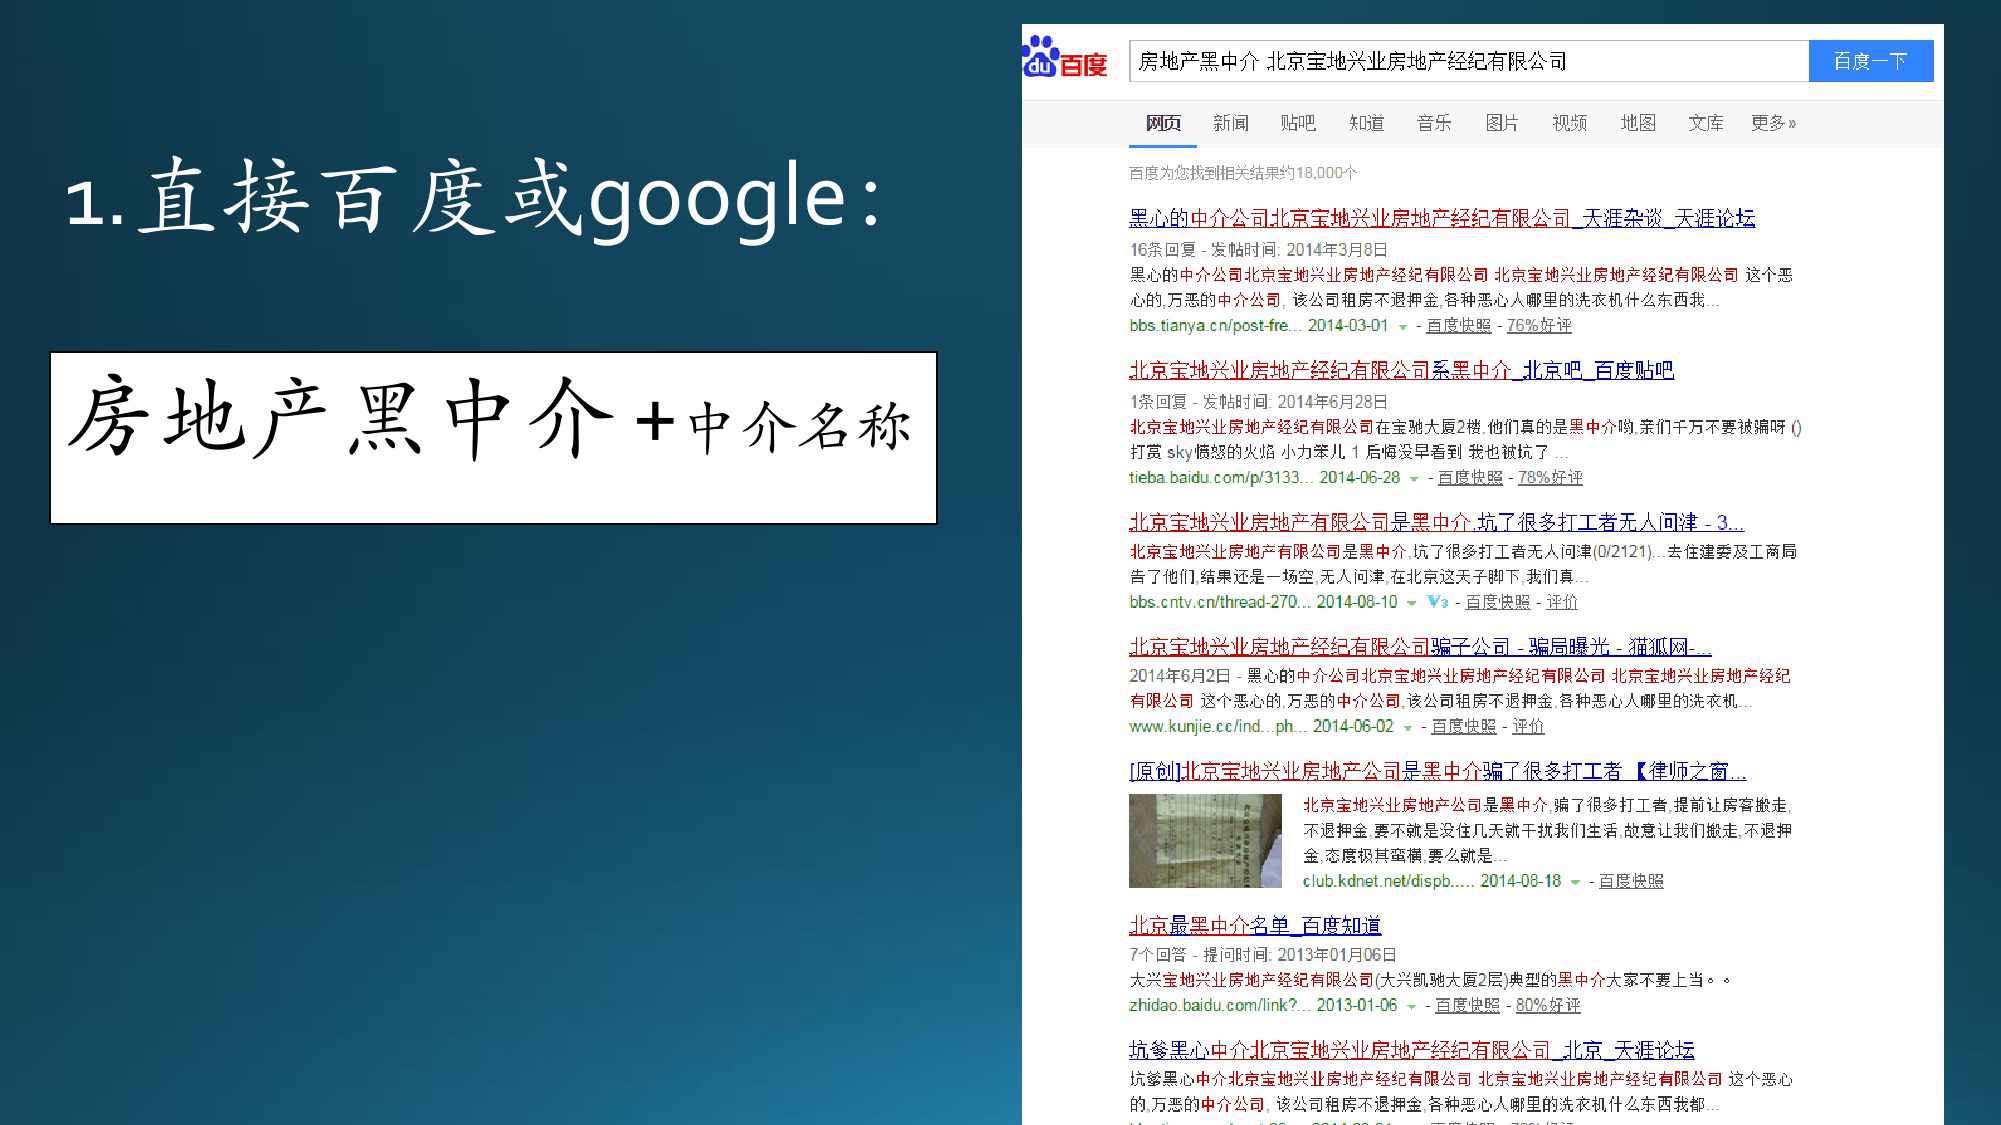 1.直接百度或google：
房地产黑中介+中介名称
du百度
房地产黑中介 北京宝地兴业房地产经纪有限公司
百度一下
网页 新闻 贴吧 知道 音乐 图片 视频 地图 文库 更多»
百度为您找到相关结果约18,000个
黑心的中介公司北京宝地兴业房地产经纪有限公司_天涯杂谈_天涯论坛
16条回复 - 发帖时间: 2014年3月8日
黑心的中介公司北京宝地兴业房地产经纪有限公司 北京宝地兴业房地产经纪有限公司 这个恶
心的,万恶的中介公司, 该公司租房不退押金,各种恶心人哪里的洗衣机什么东西我...
bbs.tianya.cn/post-fre... 2014-03-01 - 百度快照 - 76%好评
北京宝地兴业房地产经纪有限公司系黑中介_北京吧_百度贴吧
1条回复 - 发帖时间: 2014年6月28日
北京宝地兴业房地产经纪有限公司在宝驰大厦2楼,他们真的是黑中介哟,亲们千万不要被骗呀 ()
打赏 sky愤怒的火焰 小力笨儿 1 后悔没早看到 我也被坑了 ...
tieba.baidu.com/p/3133... 2014-06-28 - 百度快照 - 78%好评
北京宝地兴业房地产有限公司是黑中介,坑了很多打工者无人问津 - 3...
北京宝地兴业房地产有限公司是黑中介,坑了很多打工者无人问津(0/2121)...去住建委及工商局
告了他们,结果还是一场空,无人问津,在北京这天子脚下,我们真...
bbs.cntv.cn/thread-270... 2014-08-10 V3 - 百度快照 - 评价
北京宝地兴业房地产经纪有限公司骗子公司 - 骗局曝光 - 猫狐网-...
2014年6月2日 - 黑心的中介公司北京宝地兴业房地产经纪有限公司 北京宝地兴业房地产经纪
有限公司 这个恶心的,万恶的中介公司,该公司租房不退押金,各种恶心人哪里的洗衣机...
www.kunjie.cc/ind...ph... 2014-06-02 - 百度快照 - 评价
[原创]北京宝地兴业房地产公司是黑中介骗了很多打工者 【律师之窗...
北京宝地兴业房地产公司是黑中介,骗了很多打工者,提前让房客搬走,
不退押金,要不就是没住几天就干扰我们生活,故意让我们搬走,不退押
金,态度极其蛮横,要么就是...
club.kdnet.net/dispb..... 2014-08-18 - 百度快照
北京最黑中介名单_百度知道
7个回答 - 提问时间: 2013年01月06日
大兴宝地兴业房地产经纪有限公司(大兴凯驰大厦2层)典型的黑中介大家不要上当。。
zhidao.baidu.com/link?... 2013-01-06 - 百度快照 - 80%好评
坑爹黑心中介北京宝地兴业房地产经纪有限公司_北京_天涯论坛
坑爹黑心中介北京宝地兴业房地产经纪有限公司 北京宝地兴业房地产经纪有限公司 这个恶心
的,万恶的中介公司, 该公司租房不退押金,各种恶心人哪里的洗衣机什么东西我都...